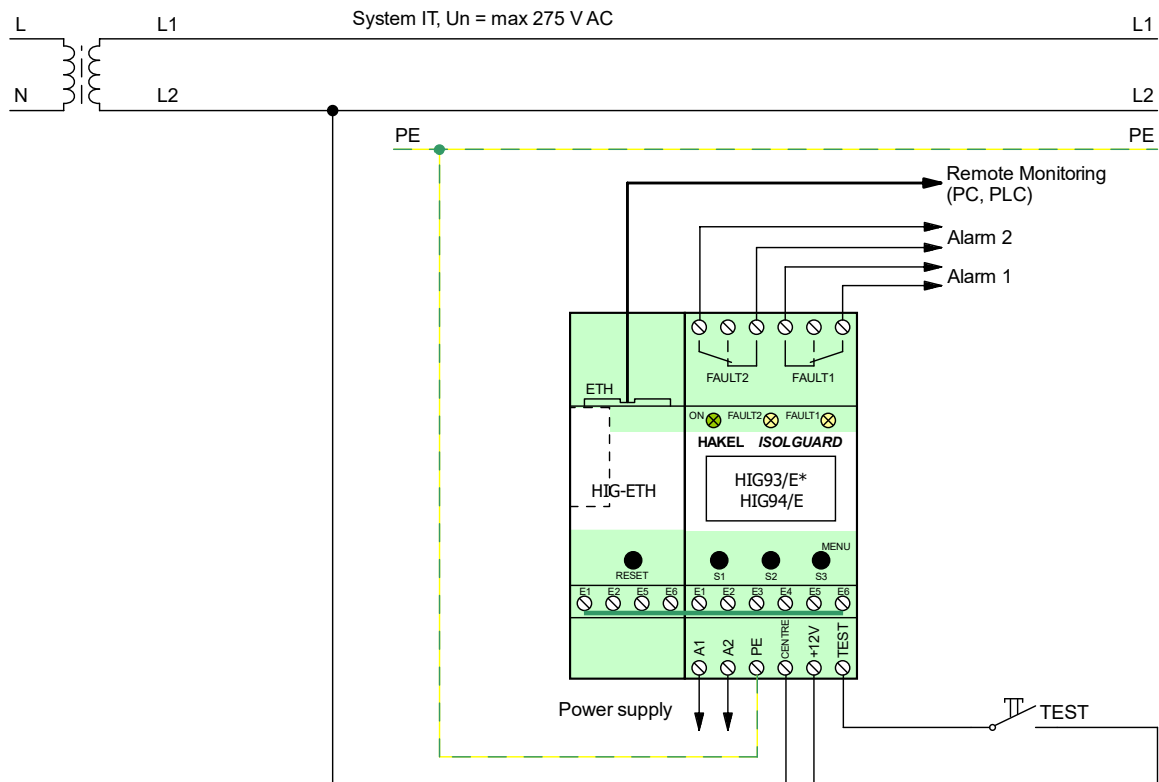 System IT, Un = max 275 V AC
L L1 L1
N L2 L2
PE PE
Remote Monitoring
(PC, PLC)
Alarm 2
Alarm 1
FAULT2 FAULT1
ETH
ON FAULT2 FAULT1
HAKEL ISOLGUARD
HIG93/E*
HIG94/E
HIG-ETH
MENU
RESET S1 S2 S3
E1 E2 E5 E6 E1 E2 E3 E4 E5 E6
A1 A2 PE CENTRE +12V TEST
Power supply
TEST